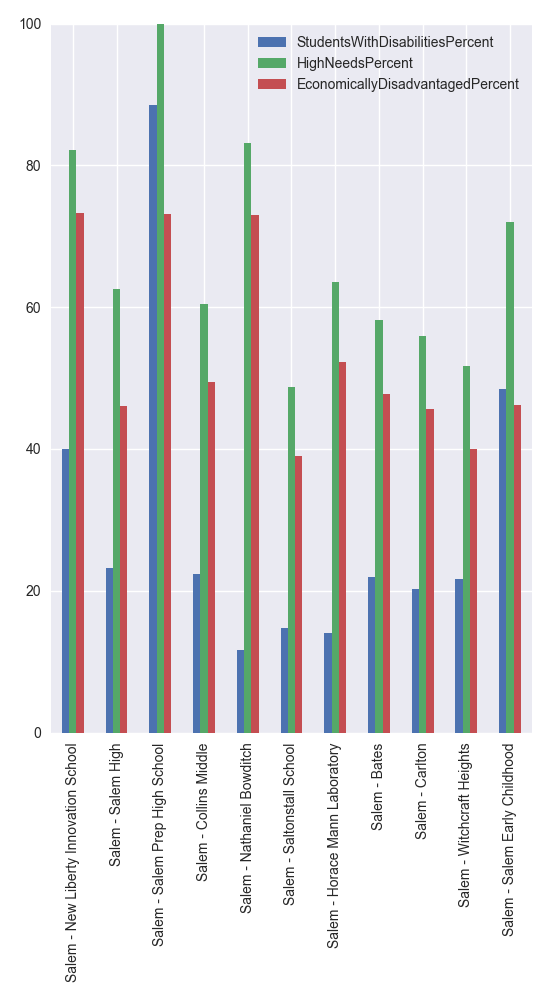 100
80
60
40
20
0
StudentsWithDisabilitiesPercent
HighNeedsPercent
EconomicallyDisadvantagedPercent
Salem - New Liberty Innovation School
Salem - Salem High
Salem - Salem Prep High School
Salem - Collins Middle
Salem - Nathaniel Bowditch
Salem - Saltonstall School
Salem - Horace Mann Laboratory
Salem - Bates
Salem - Carlton
Salem - Witchcraft Heights
Salem - Salem Early Childhood